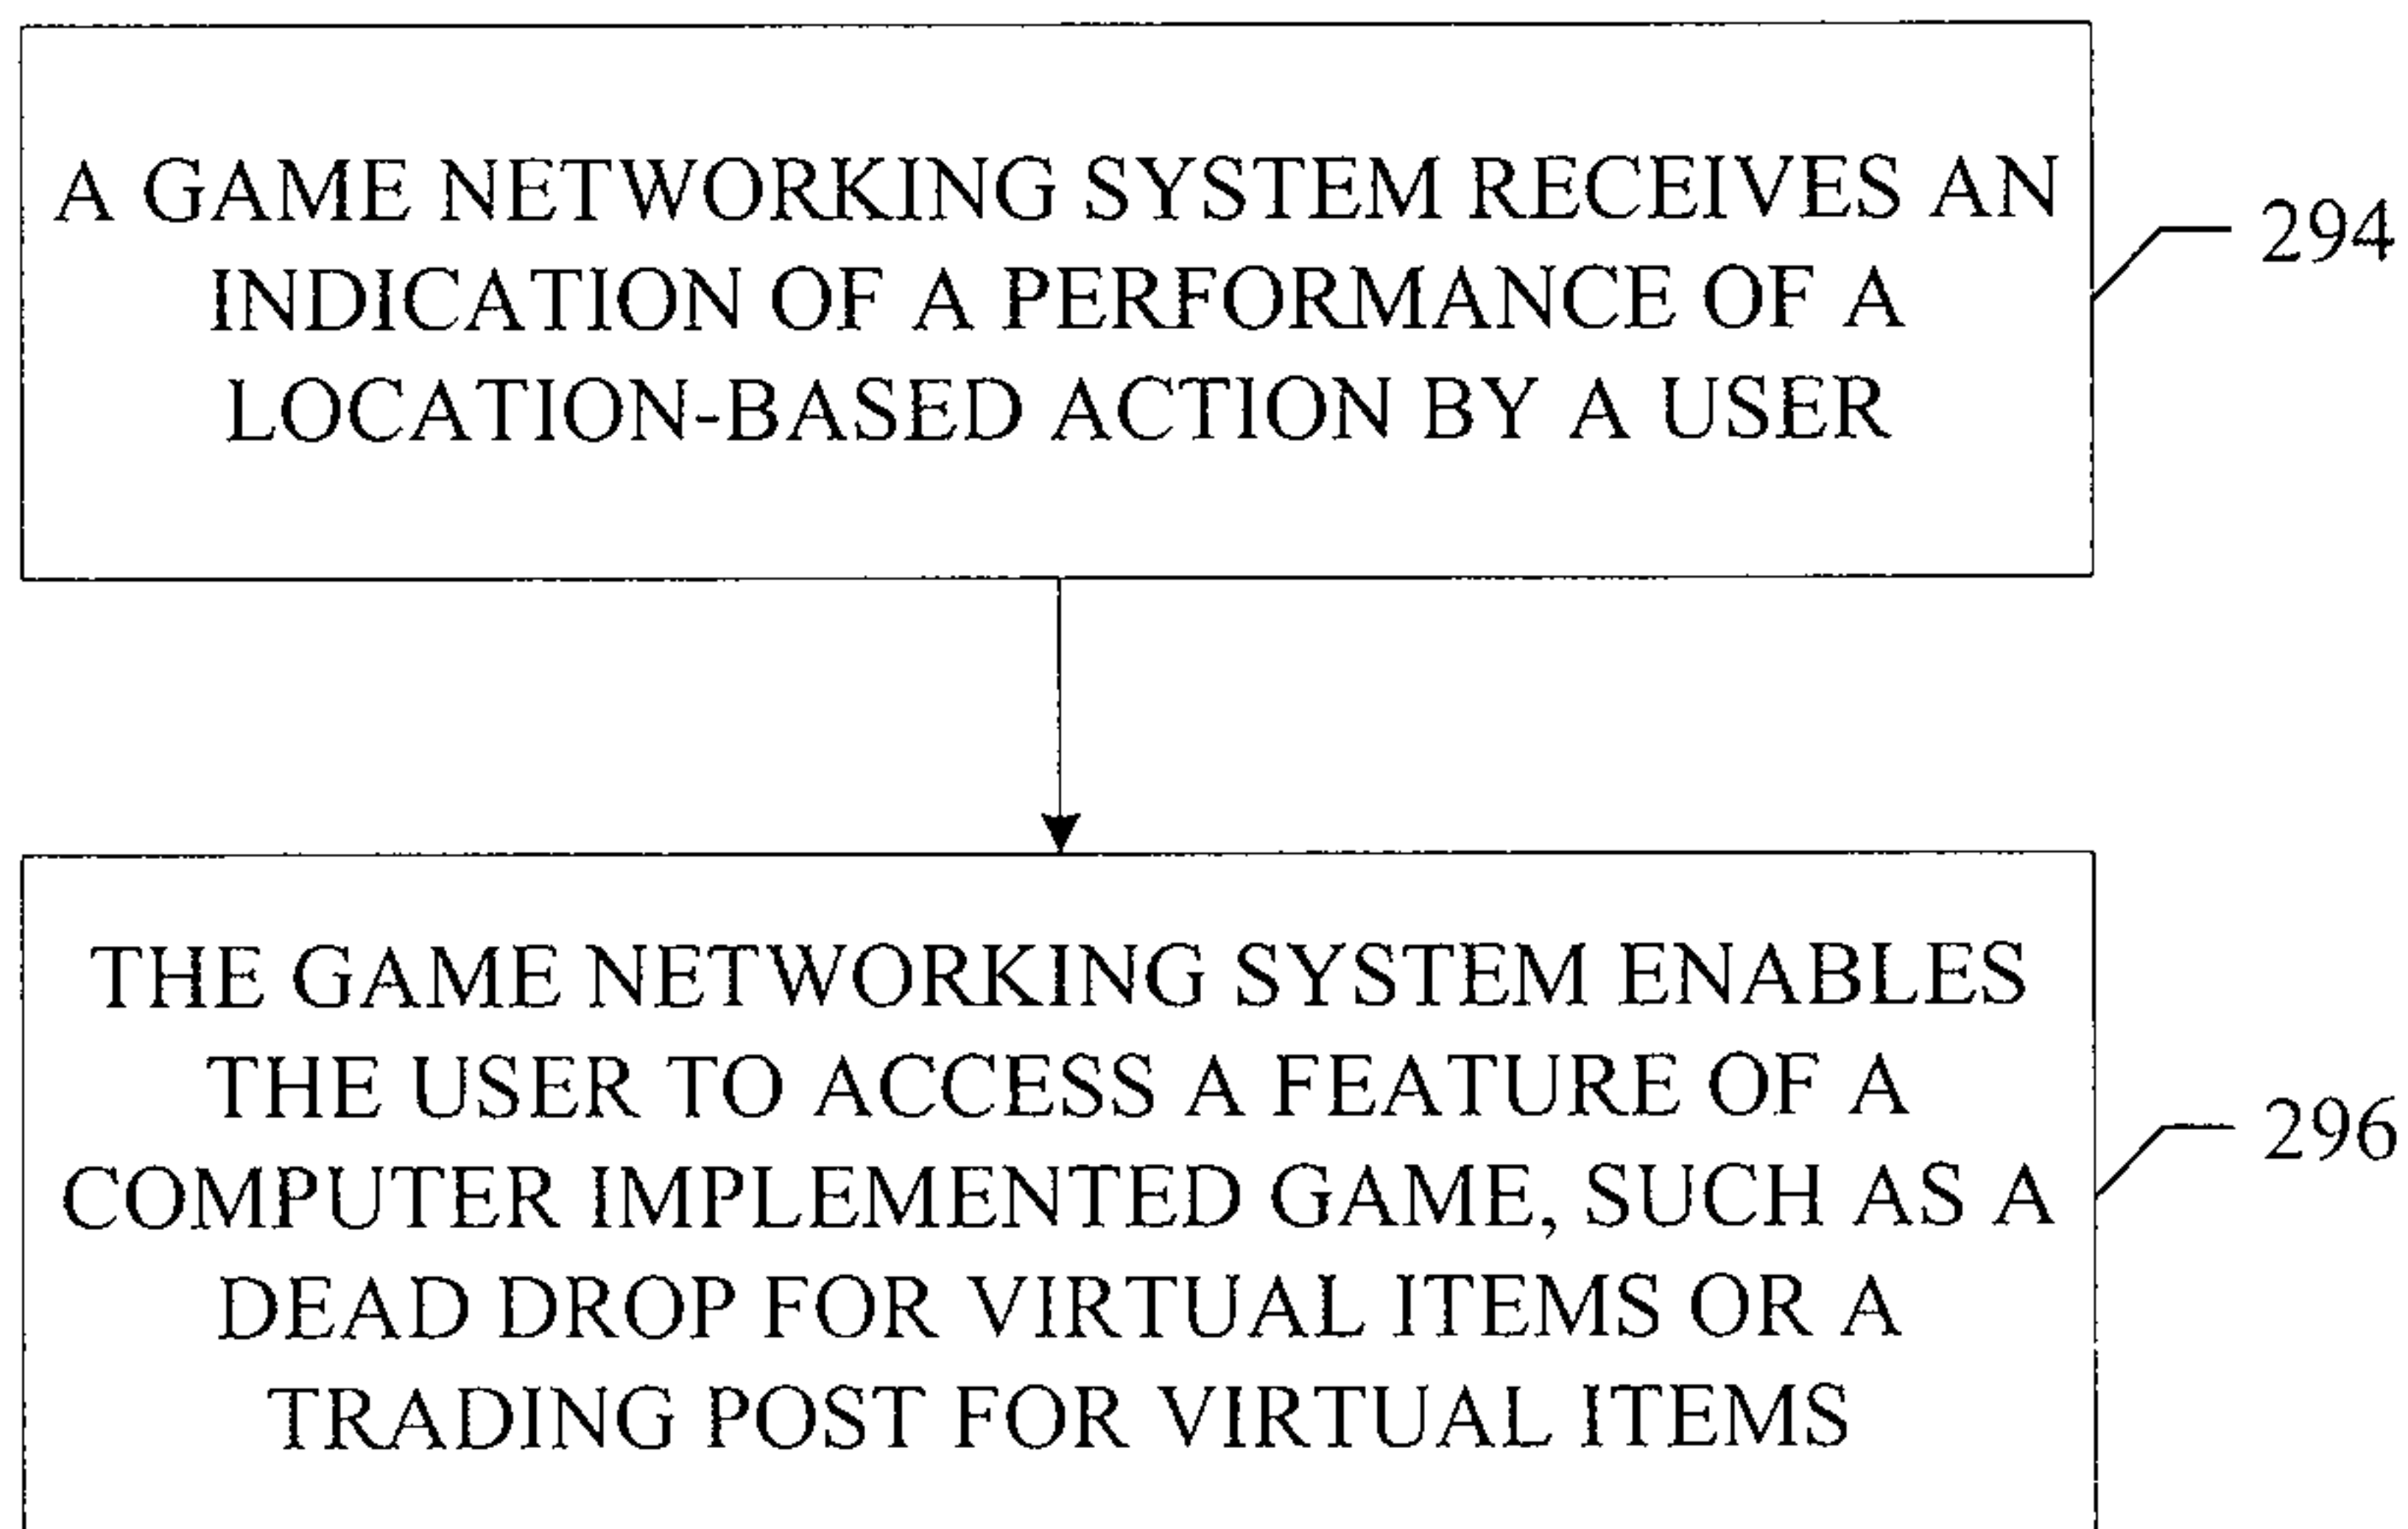 A GAME NETWORKING SYSTEM RECEIVES AN
INDICATION OF A PERFORMANCE OF A
LOCATION-BASED ACTION BY A USER
294
THE GAME NETWORKING SYSTEM ENABLES
THE USER TO ACCESS A FEATURE OF A
COMPUTER IMPLEMENTED GAME, SUCH AS A
DEAD DROP FOR VIRTUAL ITEMS OR A
TRADING POST FOR VIRTUAL ITEMS
296